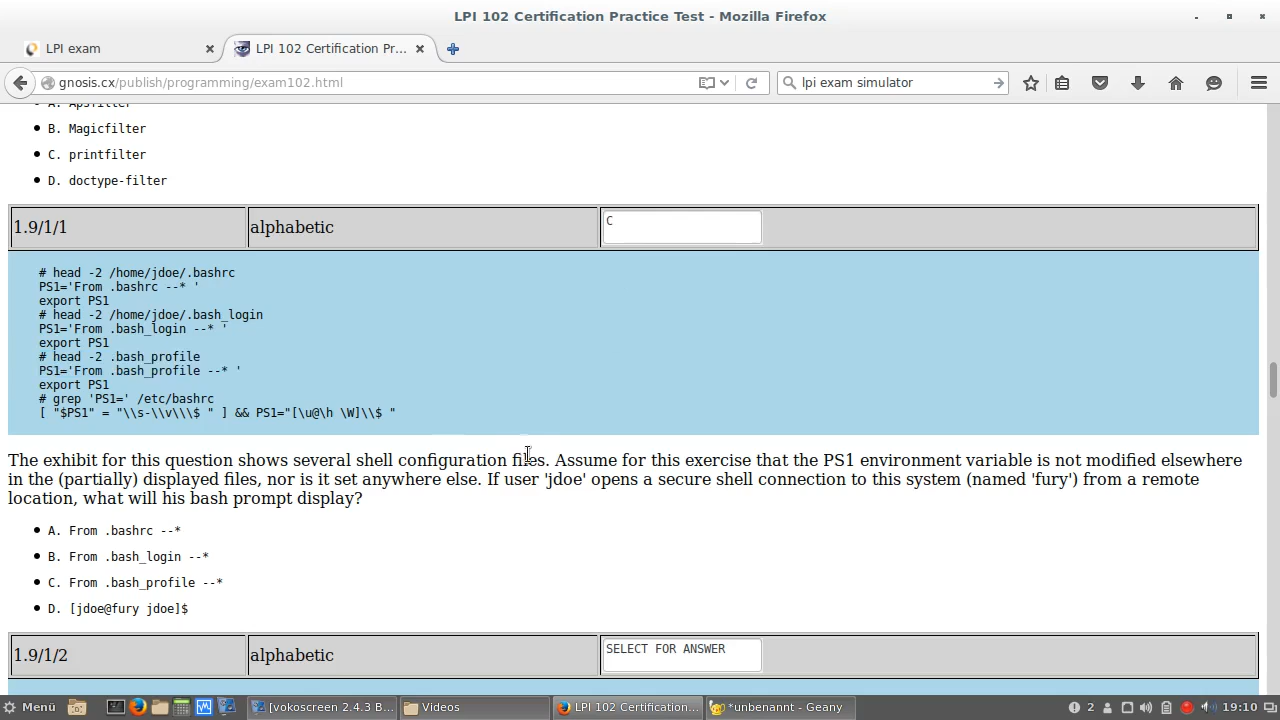 LPI 102 Certification Practice Test - Mozilla Firefox
LPI exam
LPI 102 Certification Pr...
gnosis.cx/publish/programming/exam102.html
lpi exam simulator
A. Apsfilter
B. Magicfilter
C. printfilter
D. doctype-filter
1.9/1/1 alphabetic C
# head -2 /home/jdoe/.bashrc
PS1='From .bashrc --* '
export PS1
# head -2 /home/jdoe/.bash_login
PS1='From .bash_login --* '
export PS1
# head -2 .bash_profile
PS1='From .bash_profile --* '
export PS1
# grep 'PS1=' /etc/bashrc
[ "$PS1" = "\\s-\\v\\\$ " ] && PS1="[\u@\h \W]\\$ "
The exhibit for this question shows several shell configuration files. Assume for this exercise that the PS1 environment variable is not modified elsewhere
in the (partially) displayed files, nor is it set anywhere else. If user 'jdoe' opens a secure shell connection to this system (named 'fury') from a remote
location, what will his bash prompt display?
A. From .bashrc --*
B. From .bash_login --*
C. From .bash_profile --*
D. [jdoe@fury jdoe]$
1.9/1/2 alphabetic SELECT FOR ANSWER
Menü
[vokoscreen 2.4.3 B...
Videos
LPI 102 Certification...
*unbenannt - Geany
2
19:10